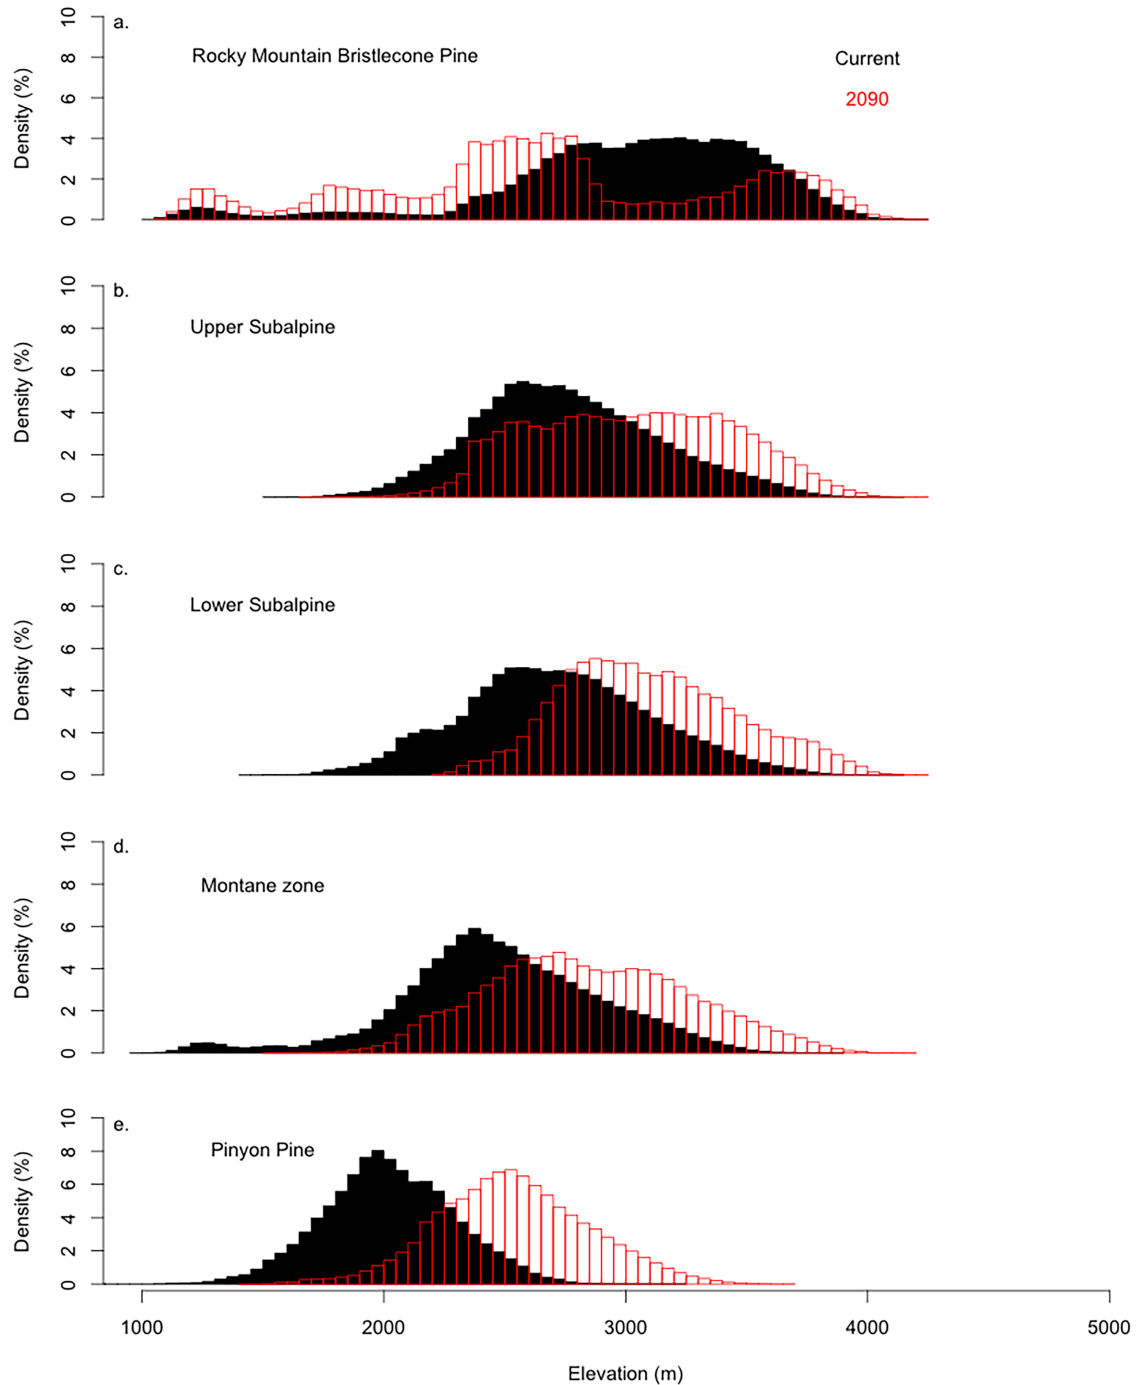 a.
Rocky Mountain Bristlecone Pine
Current
2090
Density (%)
10
8
6
4
2
0
b.
Upper Subalpine
Density (%)
10
8
6
4
2
0
c.
Lower Subalpine
Density (%)
10
8
6
4
2
0
d.
Montane zone
Density (%)
10
8
6
4
2
0
e.
Pinyon Pine
Density (%)
10
8
6
4
2
0
1000 2000 3000 4000 5000
Elevation (m)